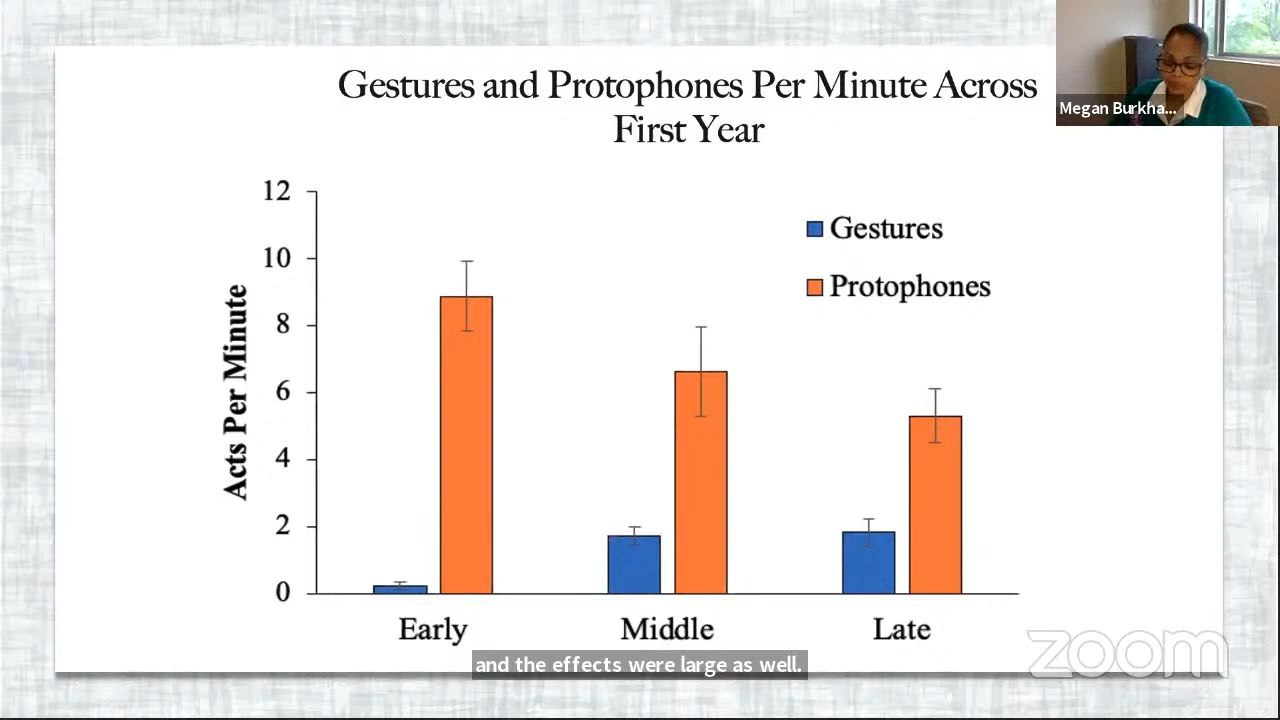 Gestures and Protophones Per Minute Across
First Year
Megan Burkha...
12
10
8
6
4
2
0
Acts Per Minute
Gestures
Protophones
Early Middle Late
and the effects were large as well.
zoom